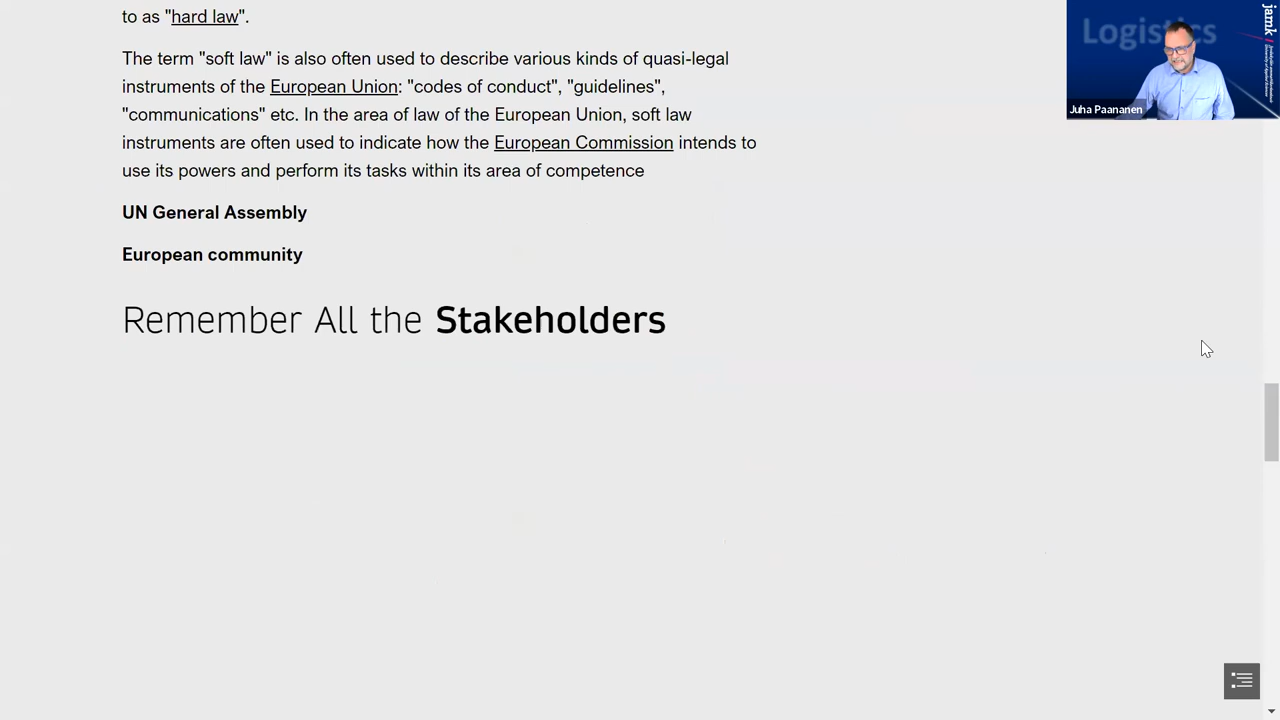 to as "hard law".
The term "soft law" is also often used to describe various kinds of quasi-legal
instruments of the European Union: "codes of conduct", "guidelines",
"communications" etc. In the area of law of the European Union, soft law
instruments are often used to indicate how the European Commission intends to
use its powers and perform its tasks within its area of competence
UN General Assembly
European community
Remember All the Stakeholders
Logistics
jamk
Juha Paananen